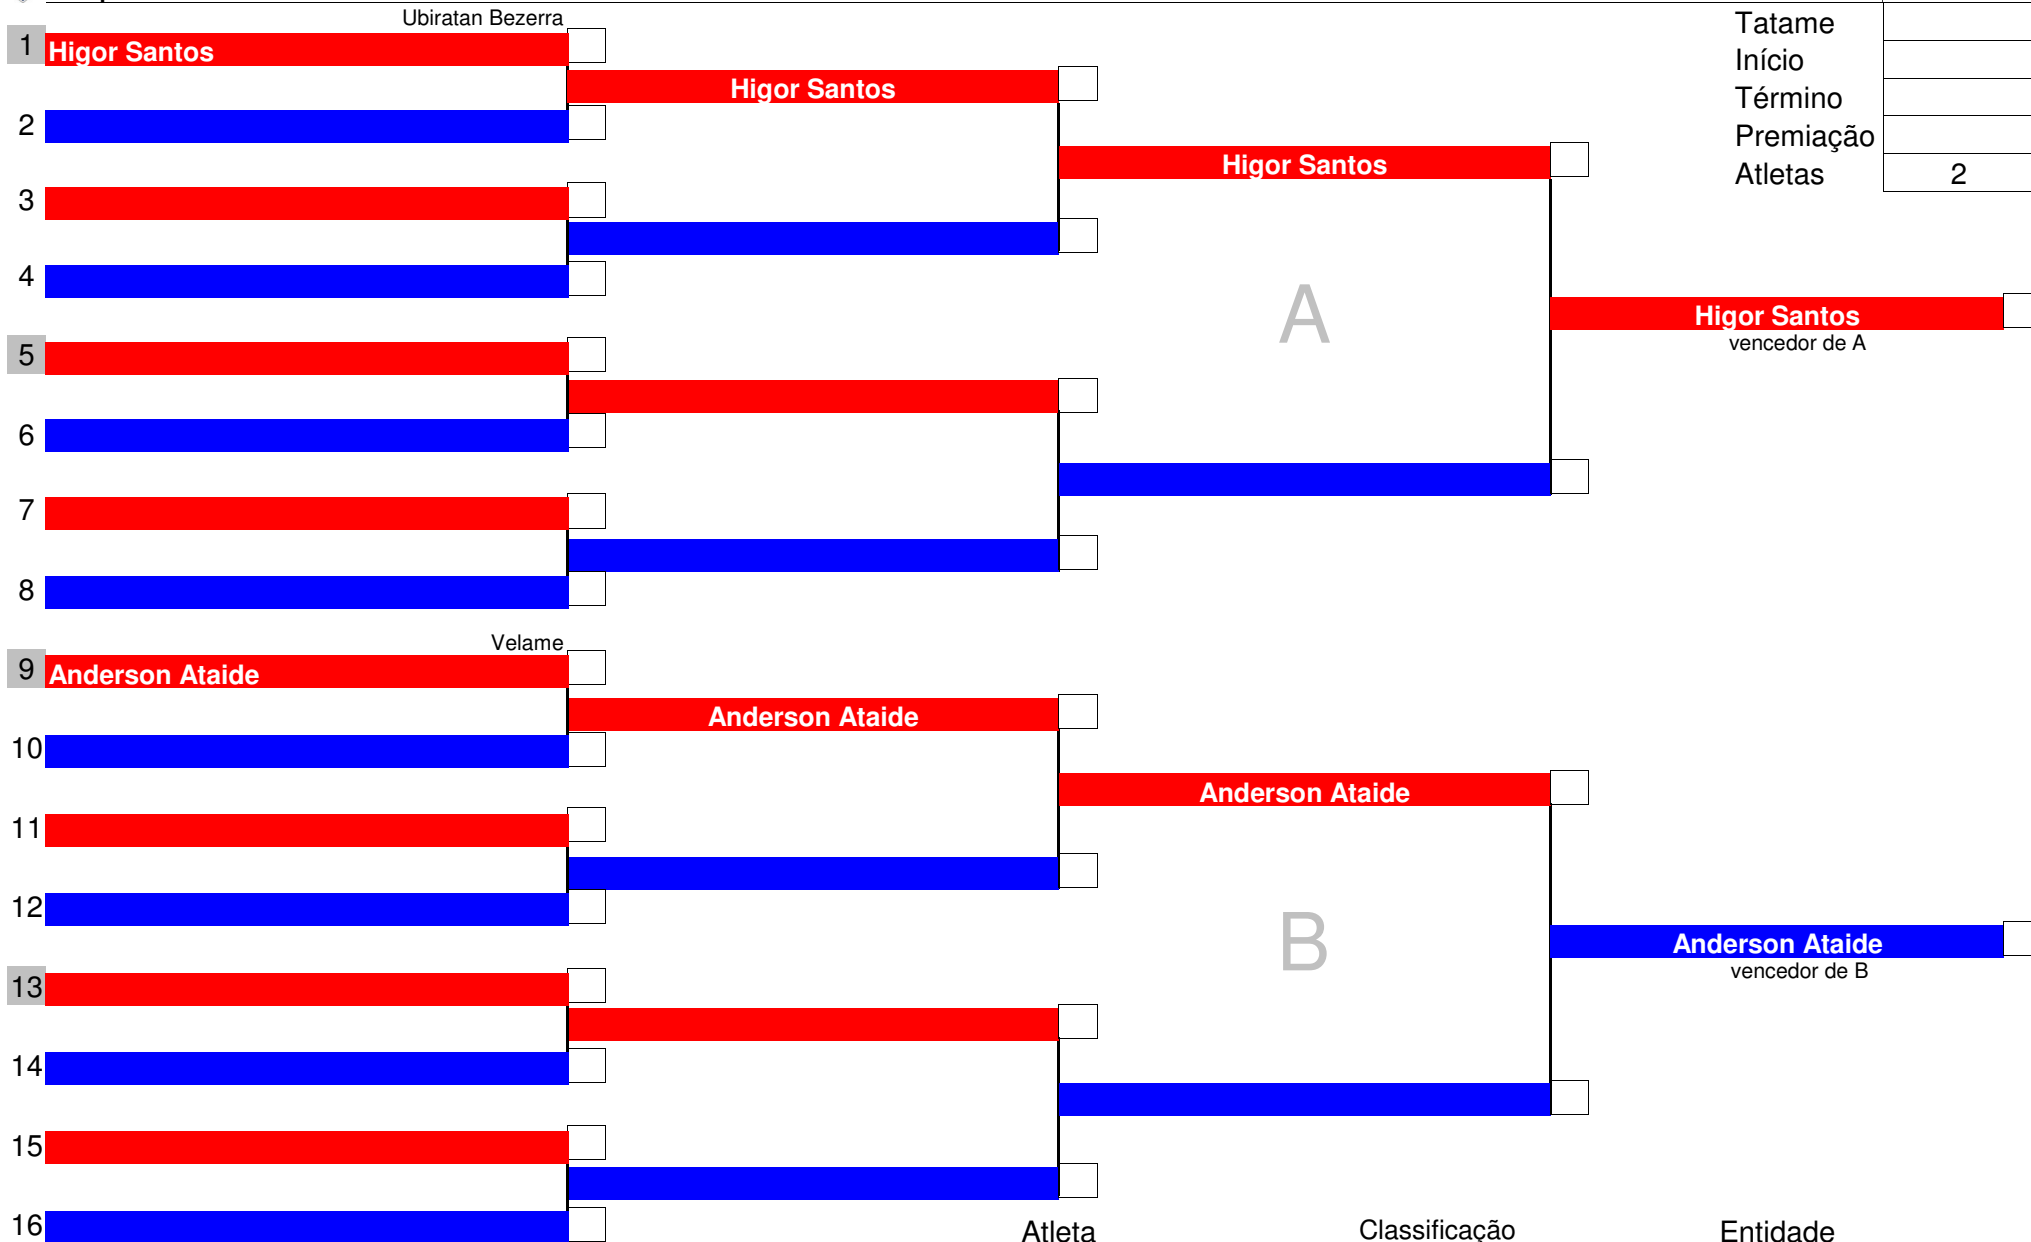 Ubiratan Bezerra
1 Higor Santos
Higor Santos
2
Higor Santos
3
4
A
Higor Santos
vencedor de A
5
6
7
8
Velame
9 Anderson Ataide
Anderson Ataide
10
Anderson Ataide
11
12
B
Anderson Ataide
vencedor de B
13
14
15
16
Tatame
Início
Término
Premiação
Atletas 2
Atleta Classificação Entidade